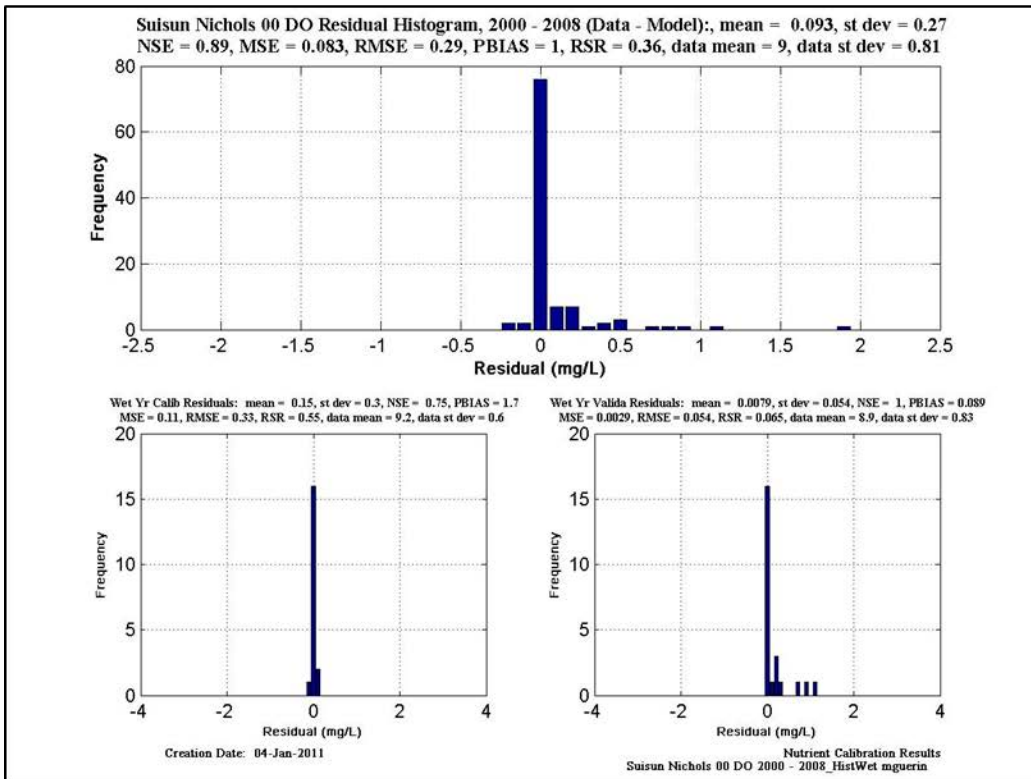 Suisun Nichols 00 DO Residual Histogram, 2000 - 2008 (Data - Model):, mean = 0.093, st dev = 0.27
NSE = 0.89, MSE = 0.083, RMSE = 0.29, PBIAS = 1, RSR = 0.36, data mean = 9, data st dev = 0.81
80
60
40
20
0
Frequency
-2.5 -2 -1.5 -1 -0.5 0 0.5 1 1.5 2 2.5
Residual (mg/L)
Wet Yr Calib Residuals: mean = 0.15, st dev = 0.3, NSE = 0.75, PBIAS = 1.7
MSE = 0.11, RMSE = 0.33, RSR = 0.55, data mean = 9.2, data st dev = 0.6
20
15
10
5
0
Frequency
-4 -2 0 2 4
Residual (mg/L)
Wet Yr Valida Residuals: mean = 0.0079, st dev = 0.054, NSE = 1, PBIAS = 0.089
MSE = 0.0029, RMSE = 0.054, RSR = 0.065, data mean = 8.9, data st dev = 0.83
20
15
10
5
0
Frequency
-4 -2 0 2 4
Residual (mg/L)
Creation Date: 04-Jan-2011
Nutrient Calibration Results
Suisun Nichols 00 DO 2000 - 2008_HistWet mguerin